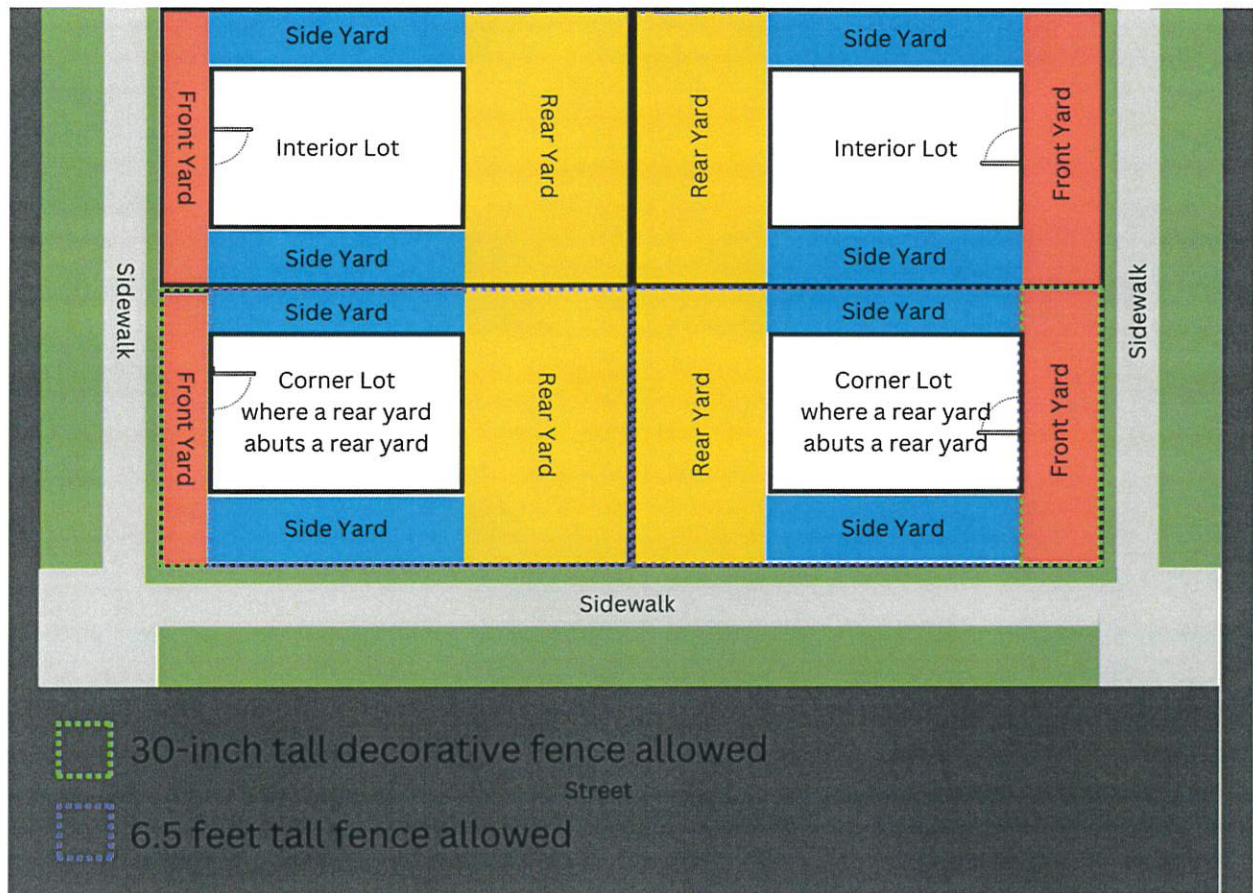 Side Yard
Side Yard
Front Yard
Interior Lot
Rear Yard
Rear Yard
Interior Lot
Front Yard
Side Yard
Side Yard
Sidewalk
Sidewalk
Side Yard
Side Yard
Front Yard
Corner Lot
where a rear yard
abuts a rear yard
Rear Yard
Rear Yard
Corner Lot
where a rear yard
abuts a rear yard
Front Yard
Side Yard
Side Yard
Sidewalk
30-inch tall decorative fence allowed
Street
6.5 feet tall fence allowed